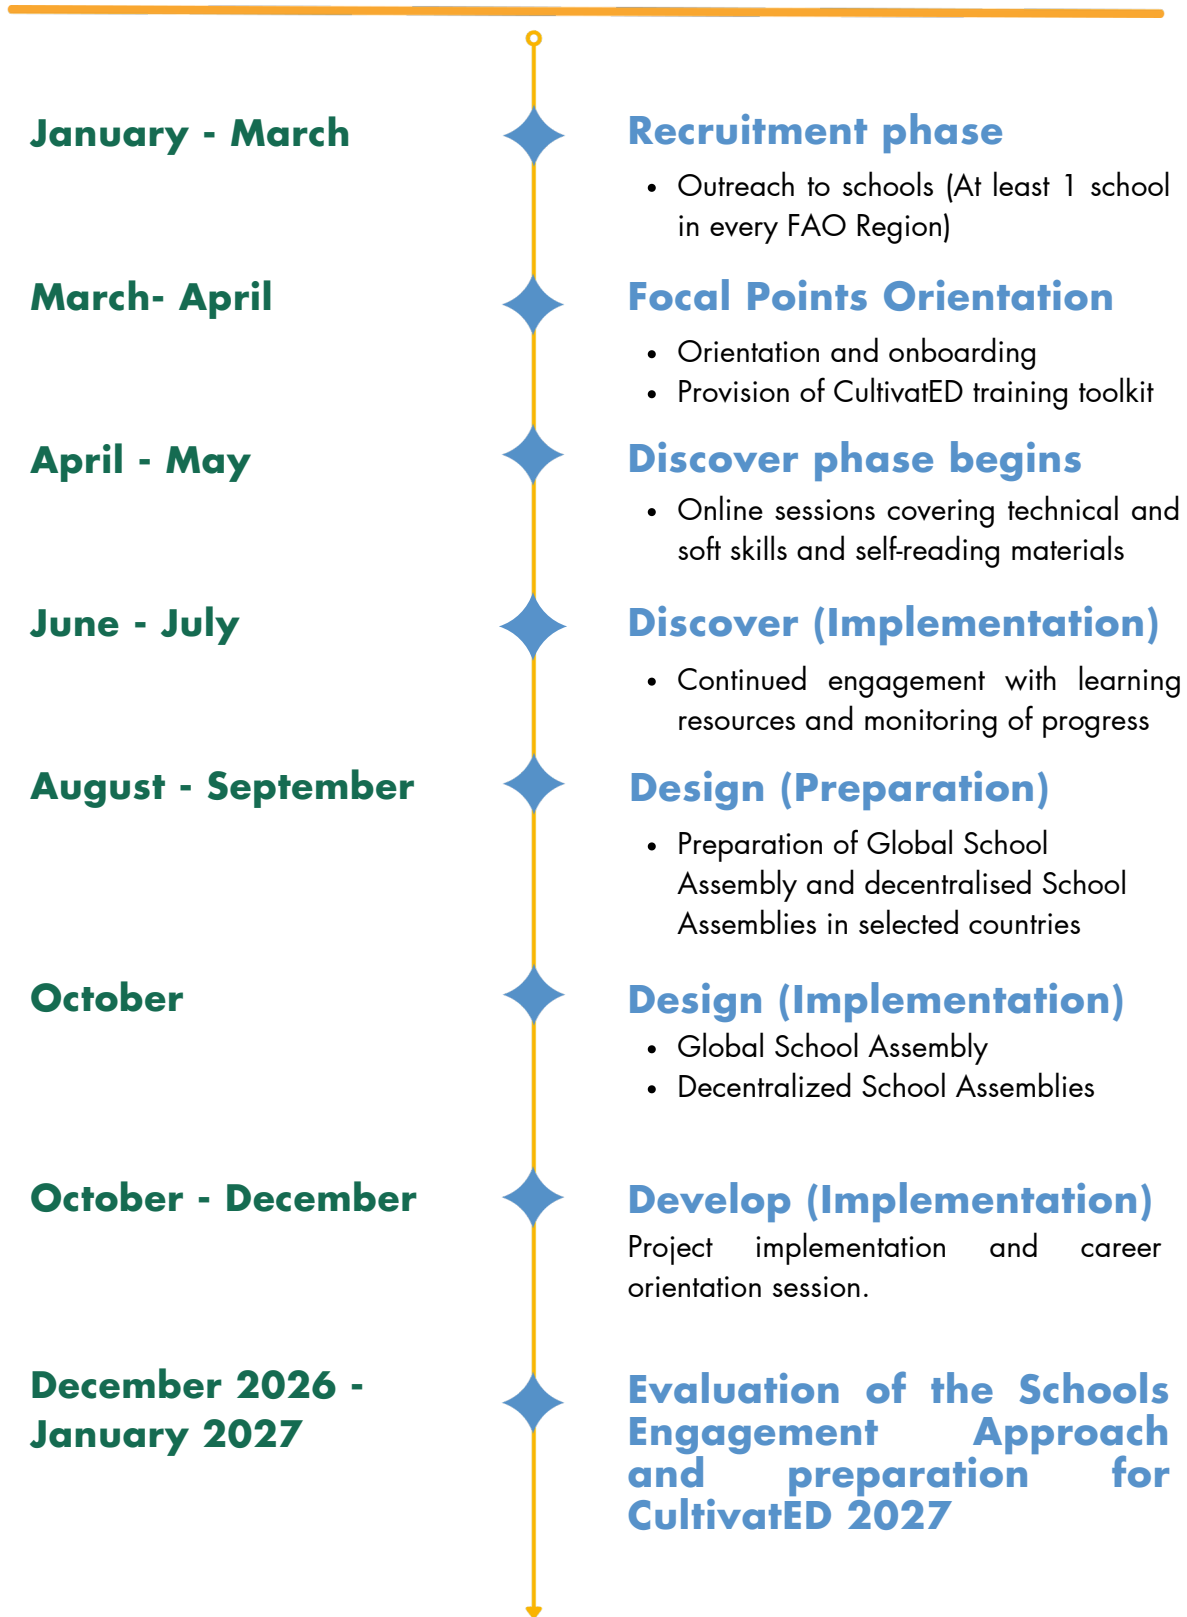 January - March
Recruitment phase
• Outreach to schools (At least 1 school
in every FAO Region)
March- April
Focal Points Orientation
• Orientation and onboarding
• Provision of CultivatED training toolkit
April - May
Discover phase begins
• Online sessions covering technical and
soft skills and self-reading materials
June - July
Discover (Implementation)
• Continued engagement with learning
resources and monitoring of progress
August - September
Design (Preparation)
• Preparation of Global School
Assembly and decentralised School
Assemblies in selected countries
October
Design (Implementation)
• Global School Assembly
• Decentralized School Assemblies
October - December
Develop (Implementation)
Project implementation and career
orientation session.
December 2026 -
January 2027
Evaluation of the Schools
Engagement Approach
and preparation for
CultivatED 2027